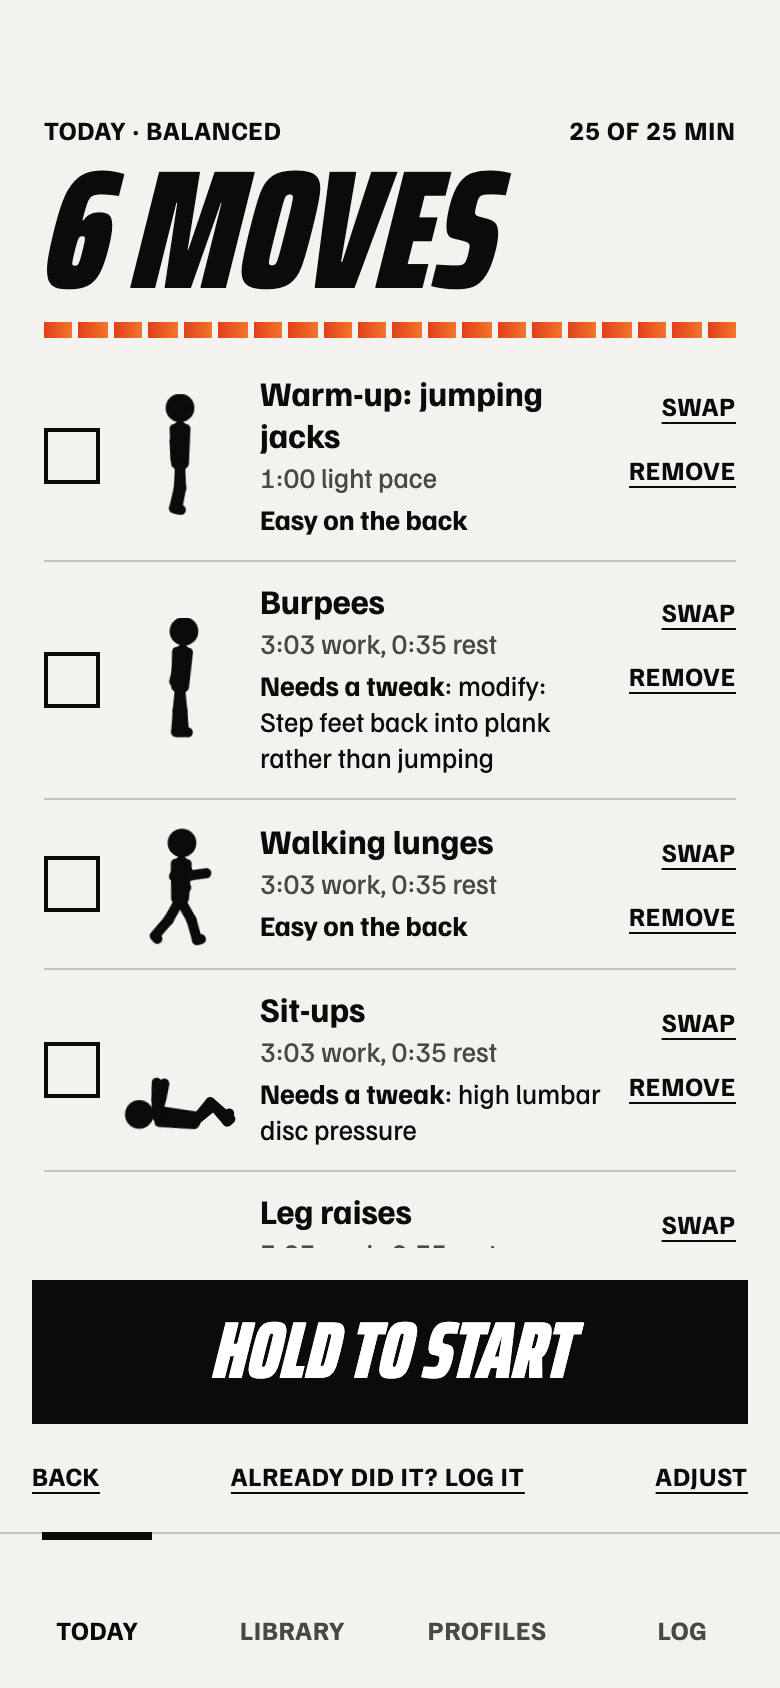 TODAY · BALANCED
25 OF 25 MIN
6 MOVES
Warm-up: jumping
jacks
1:00 light pace
Easy on the back
SWAP
REMOVE
Burpees
3:03 work, 0:35 rest
Needs a tweak: modify:
Step feet back into plank
rather than jumping
SWAP
REMOVE
Walking lunges
3:03 work, 0:35 rest
Easy on the back
SWAP
REMOVE
Sit-ups
3:03 work, 0:35 rest
Needs a tweak: high lumbar
disc pressure
SWAP
REMOVE
Leg raises
SWAP
HOLD TO START
BACK
ALREADY DID IT? LOG IT
ADJUST
TODAY
LIBRARY
PROFILES
LOG